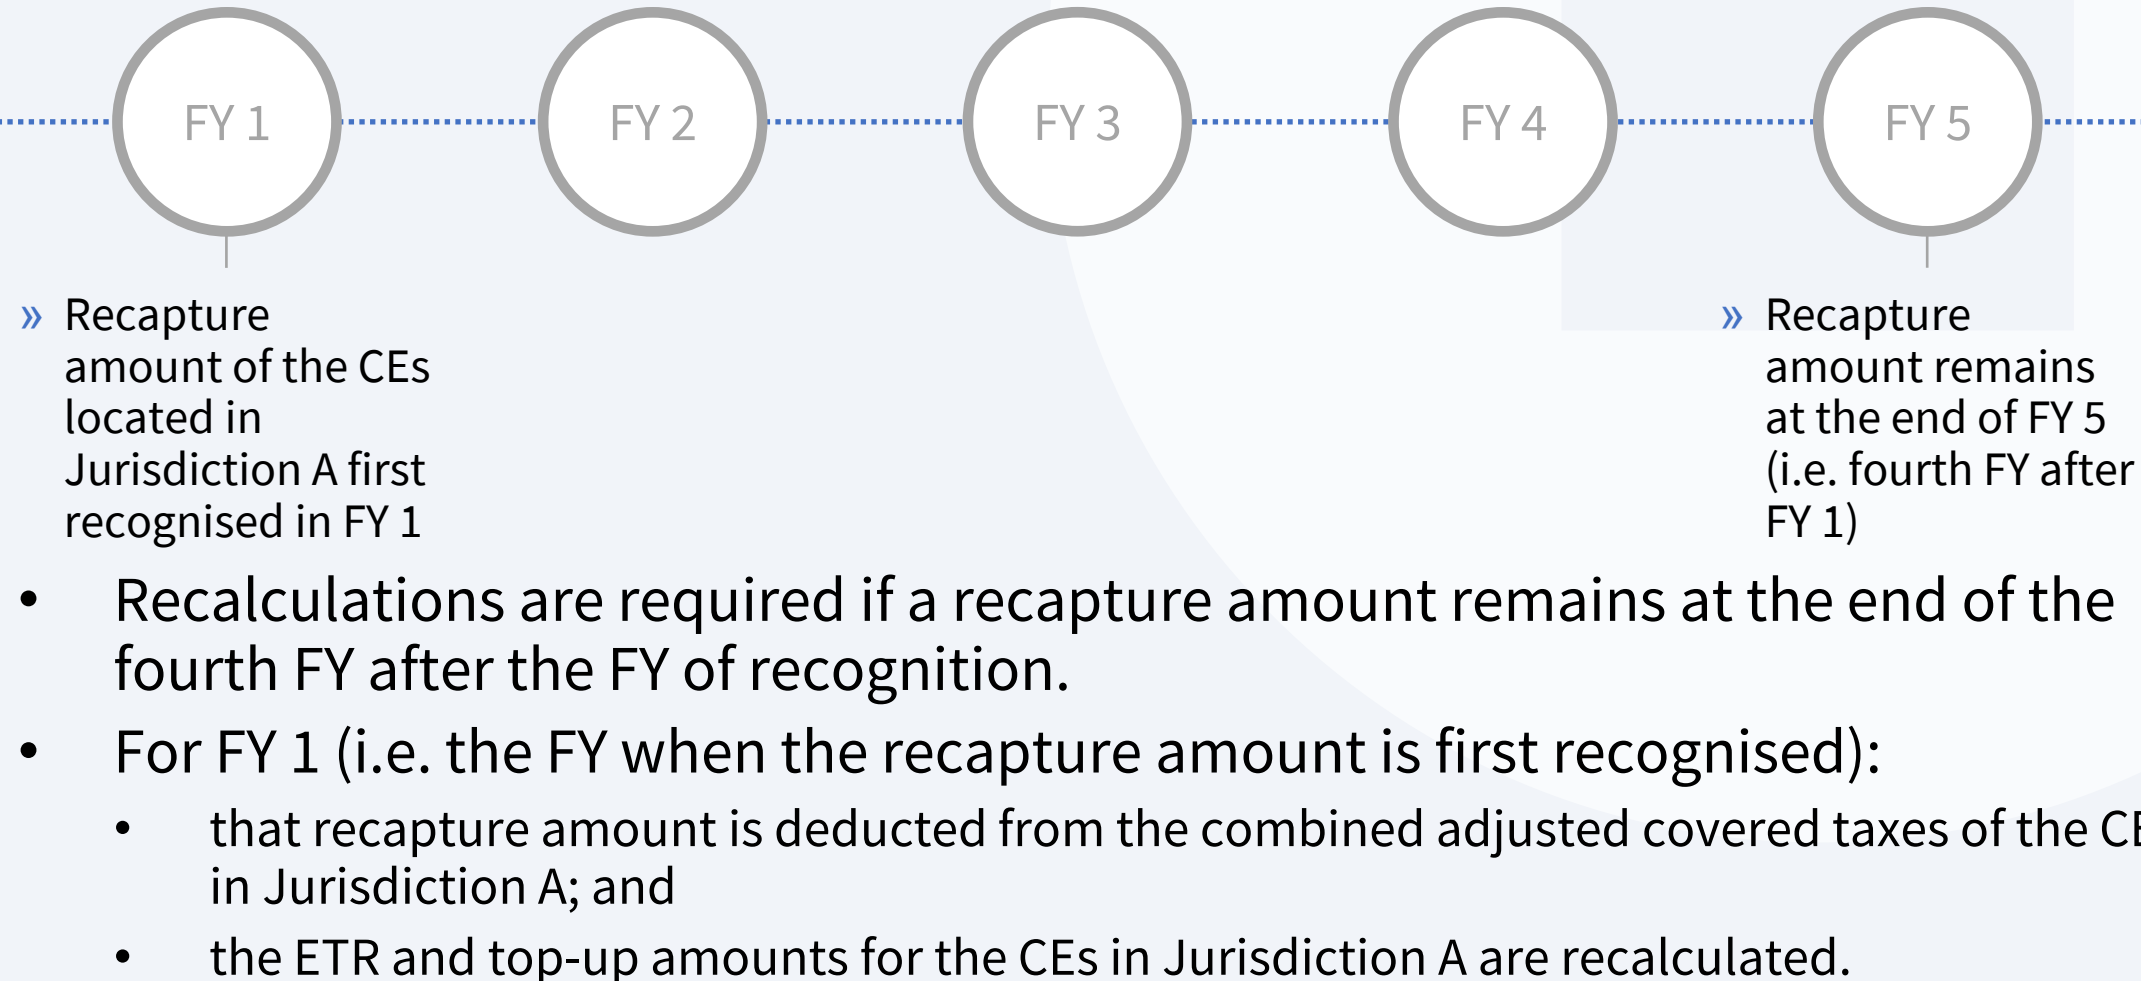 FY 1
FY 2
FY 3
FY 4
FY 5
» Recapture
amount of the CEs
located in
Jurisdiction A first
recognised in FY 1
» Recapture
amount remains
at the end of FY 5
(i.e. fourth FY after
FY 1)
• Recalculations are required if a recapture amount remains at the end of the
fourth FY after the FY of recognition.
• For FY 1 (i.e. the FY when the recapture amount is first recognised):
• that recapture amount is deducted from the combined adjusted covered taxes of the
in Jurisdiction A; and
• the ETR and top-up amounts for the CEs in Jurisdiction A are recalculated.